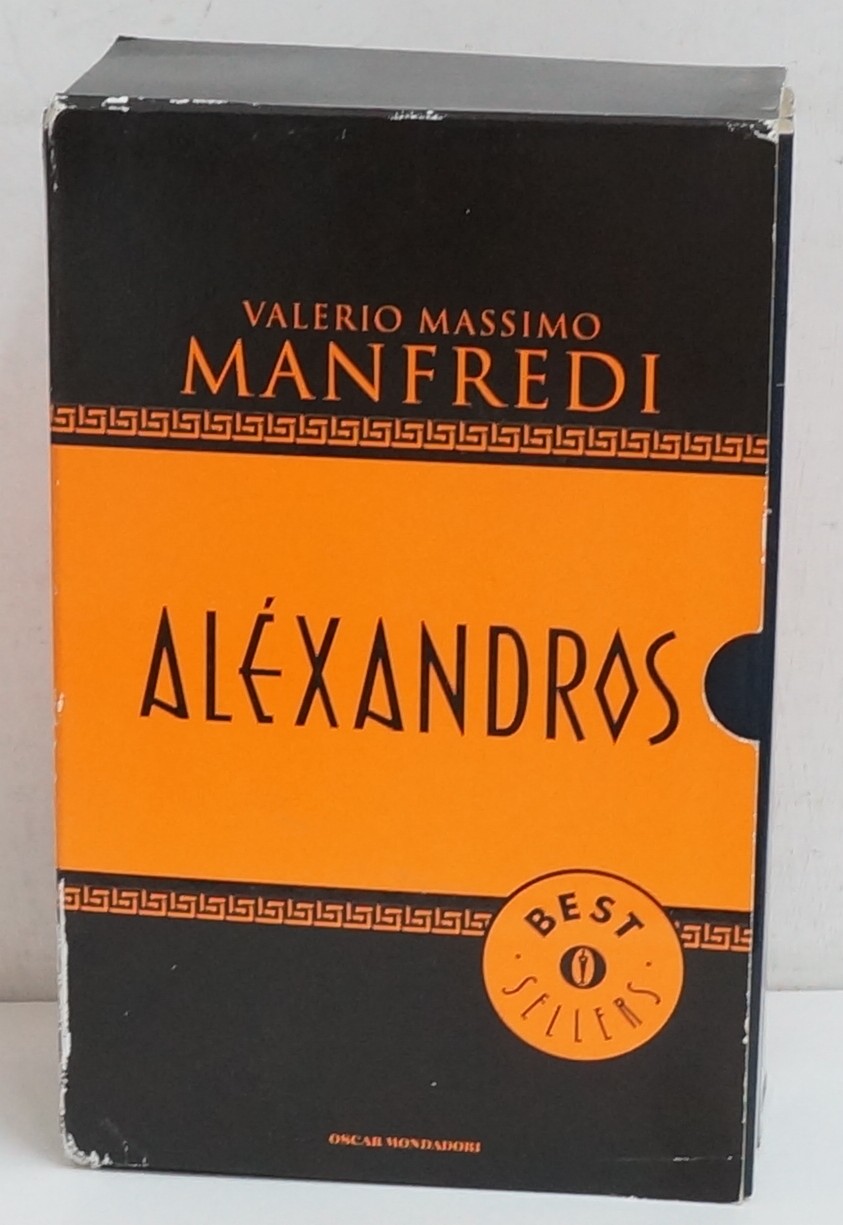 VALERIO MASSIMO
MANFREDI
ALÉXANDROS
BEST
SELLERS
OSCAR MONDADORI